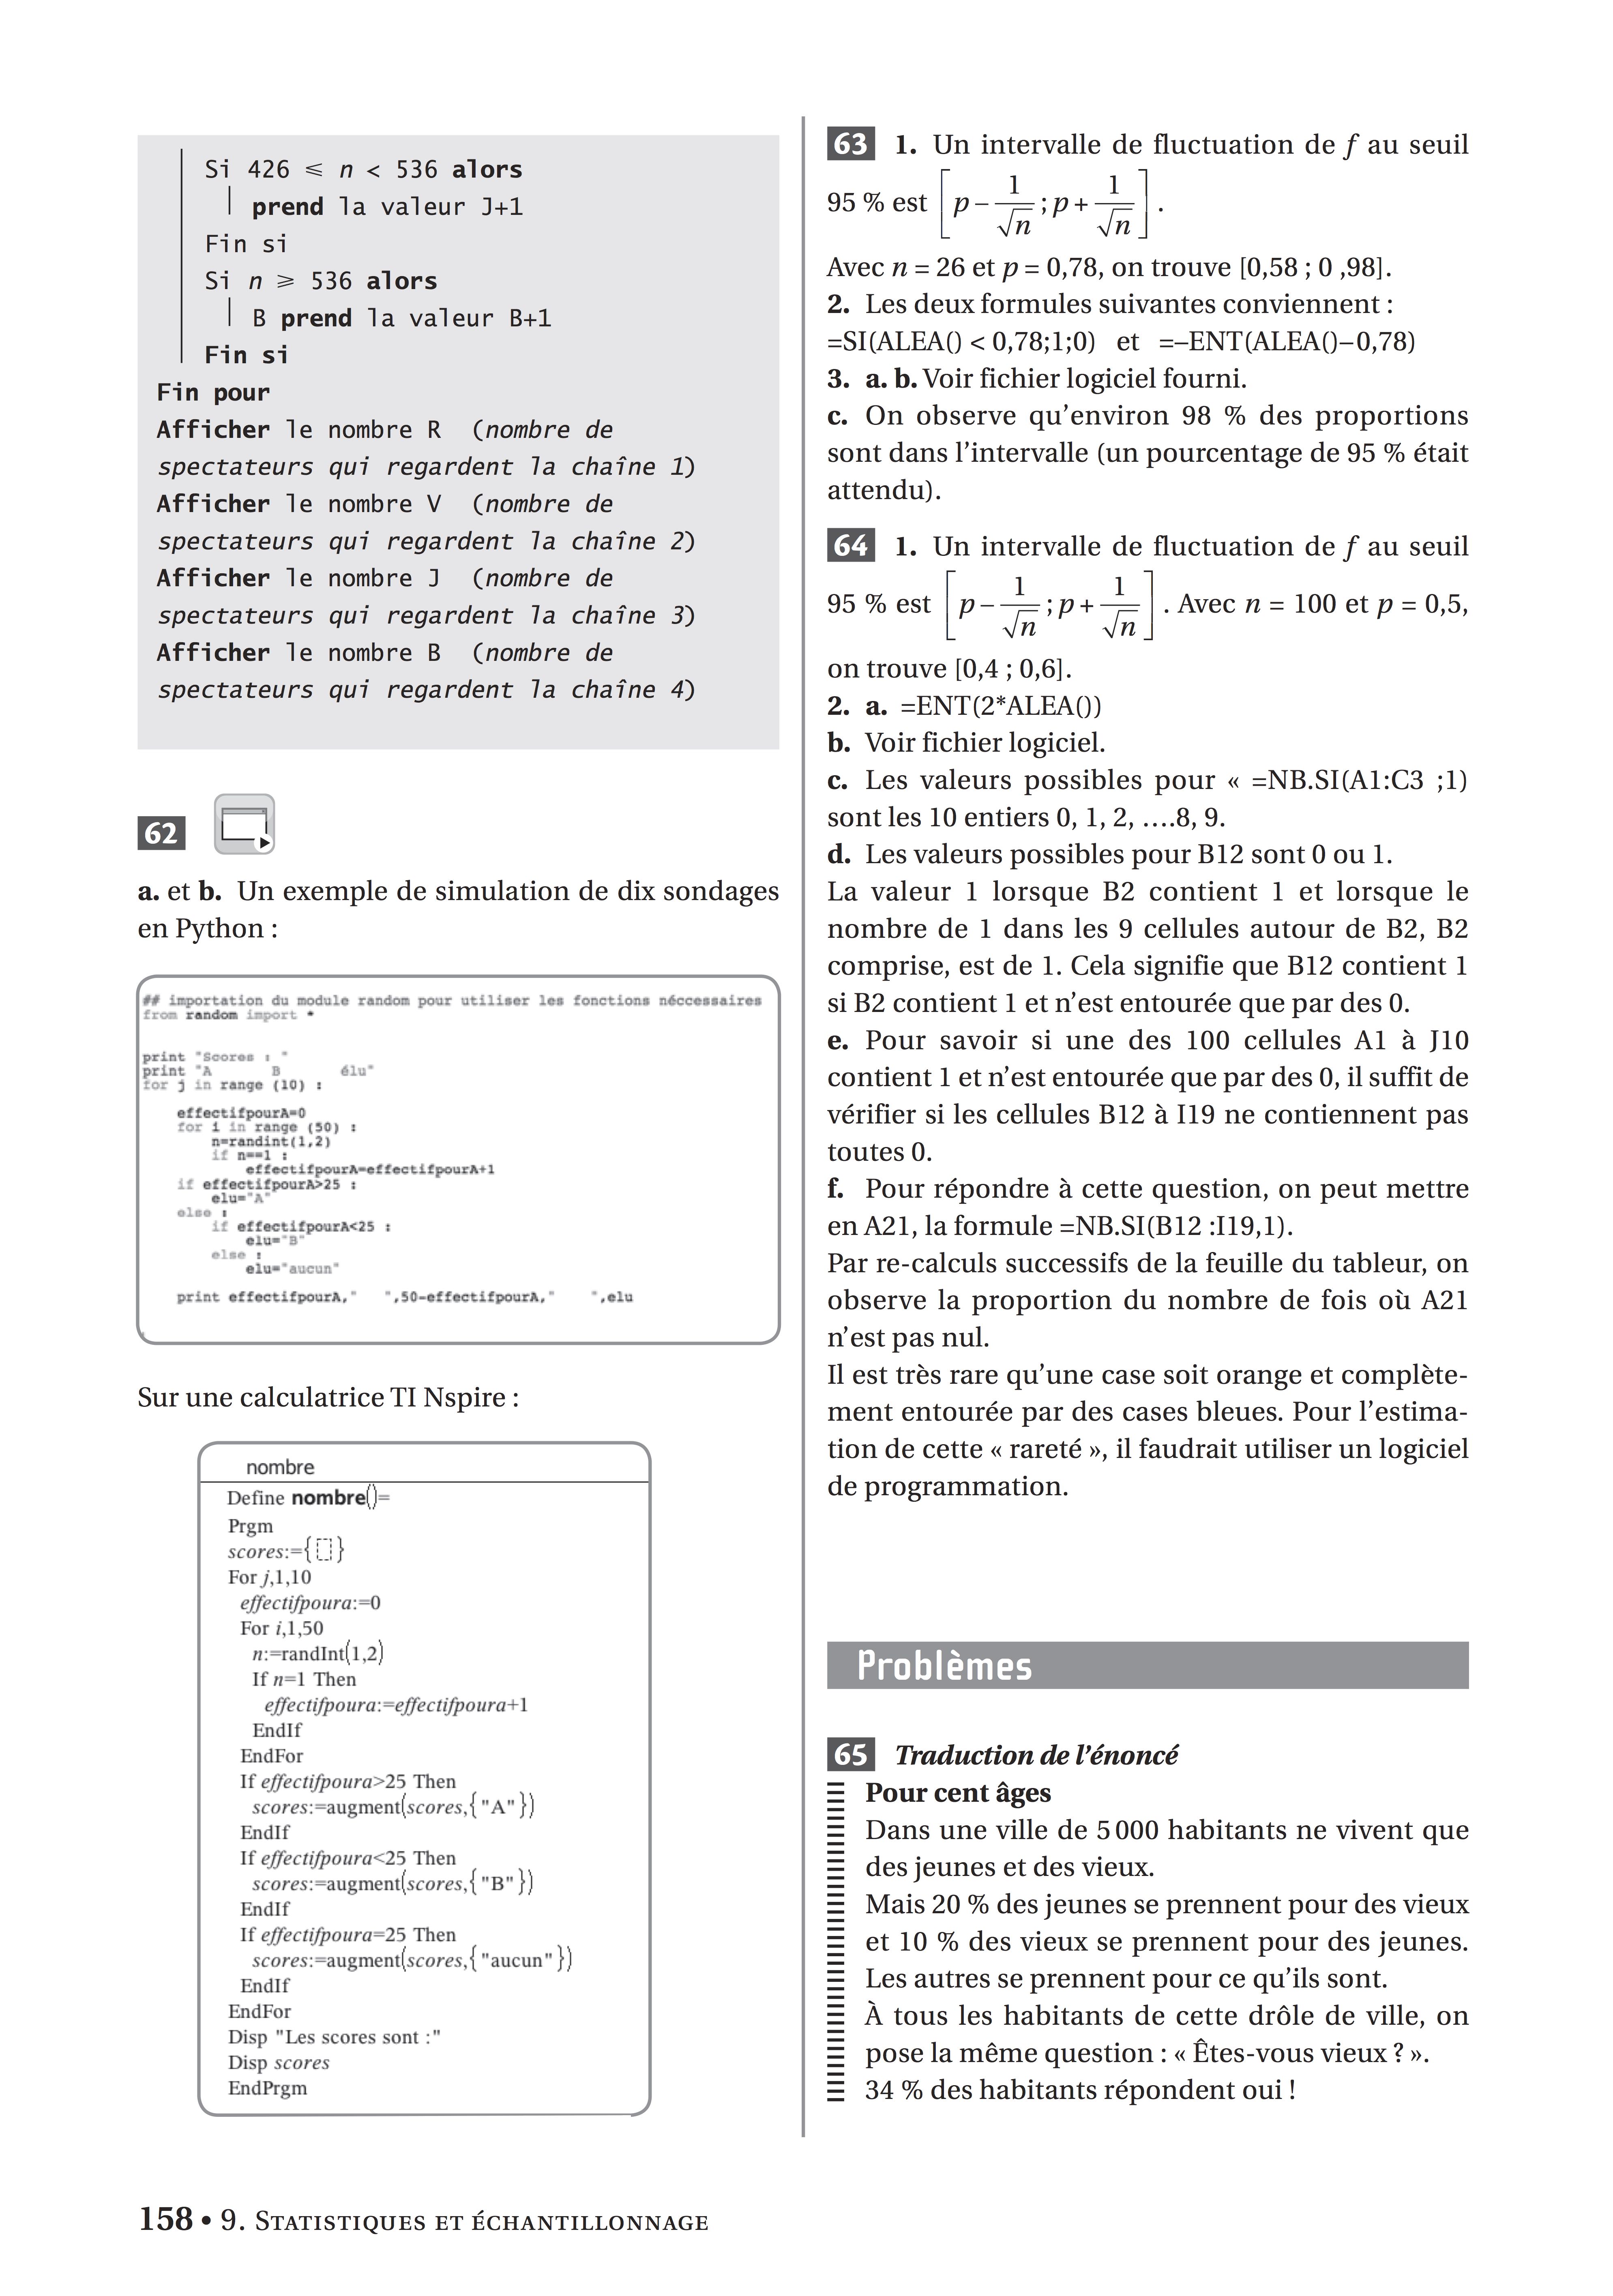 Si 426 ⩽ n < 536 alors
prend la valeur J+1
Fin si
Si n ⩾ 536 alors
B prend la valeur B+1
Fin si
Fin pour
Afficher le nombre R (nombre de
spectateurs qui regardent la chaîne 1)
Afficher le nombre V (nombre de
spectateurs qui regardent la chaîne 2)
Afficher le nombre J (nombre de
spectateurs qui regardent la chaîne 3)
Afficher le nombre B (nombre de
spectateurs qui regardent la chaîne 4)
62
a. et b. Un exemple de simulation de dix sondages
en Python :
## importation du module random pour utiliser les fonctions néccessaires
from random import *
print "Scores : "
print "A B élu"
for j in range (10) :
effectifpourA=0
for i in range (50) :
n=randint(1,2)
if n==1 :
effectifpourA=effectifpourA+1
if effectifpourA>25 :
elu="A"
else :
if effectifpourA<25 :
elu="B"
else :
elu="aucun"
print effectifpourA," ",50-effectifpourA," ",elu
Sur une calculatrice TI Nspire :
nombre
Define nombre()=
Prgm
scores:={ }
For j,1,10
effectifpoura:=0
For i,1,50
n:=randInt(1,2)
If n=1 Then
effectifpoura:=effectifpoura+1
EndIf
EndFor
If effectifpoura>25 Then
scores:=augment(scores,{"A"})
EndIf
If effectifpoura<25 Then
scores:=augment(scores,{"B"})
EndIf
If effectifpoura=25 Then
scores:=augment(scores,{"aucun"})
EndIf
EndFor
Disp "Les scores sont :"
Disp scores
EndPrgm
63 1. Un intervalle de fluctuation de f au seuil
95 % est [p – 1/√n ; p + 1/√n].
Avec n = 26 et p = 0,78, on trouve [0,58 ; 0 ,98].
2. Les deux formules suivantes conviennent :
=SI(ALEA() < 0,78;1;0) et =–ENT(ALEA()–0,78)
3. a. b. Voir fichier logiciel fourni.
c. On observe qu’environ 98 % des proportions
sont dans l’intervalle (un pourcentage de 95 % était
attendu).
64 1. Un intervalle de fluctuation de f au seuil
95 % est [p – 1/√n ; p + 1/√n]. Avec n = 100 et p = 0,5,
on trouve [0,4 ; 0,6].
2. a. =ENT(2*ALEA())
b. Voir fichier logiciel.
c. Les valeurs possibles pour « =NB.SI(A1:C3 ;1)
sont les 10 entiers 0, 1, 2, ….8, 9.
d. Les valeurs possibles pour B12 sont 0 ou 1.
La valeur 1 lorsque B2 contient 1 et lorsque le
nombre de 1 dans les 9 cellules autour de B2, B2
comprise, est de 1. Cela signifie que B12 contient 1
si B2 contient 1 et n’est entourée que par des 0.
e. Pour savoir si une des 100 cellules A1 à J10
contient 1 et n’est entourée que par des 0, il suffit de
vérifier si les cellules B12 à I19 ne contiennent pas
toutes 0.
f. Pour répondre à cette question, on peut mettre
en A21, la formule =NB.SI(B12 :I19,1).
Par re-calculs successifs de la feuille du tableur, on
observe la proportion du nombre de fois où A21
n’est pas nul.
Il est très rare qu’une case soit orange et complète-
ment entourée par des cases bleues. Pour l’estima-
tion de cette « rareté », il faudrait utiliser un logiciel
de programmation.
Problèmes
65 Traduction de l’énoncé
Pour cent âges
Dans une ville de 5 000 habitants ne vivent que
des jeunes et des vieux.
Mais 20 % des jeunes se prennent pour des vieux
et 10 % des vieux se prennent pour des jeunes.
Les autres se prennent pour ce qu’ils sont.
À tous les habitants de cette drôle de ville, on
pose la même question : « Êtes-vous vieux ? ».
34 % des habitants répondent oui !
158 • 9. STATISTIQUES ET ÉCHANTILLONNAGE